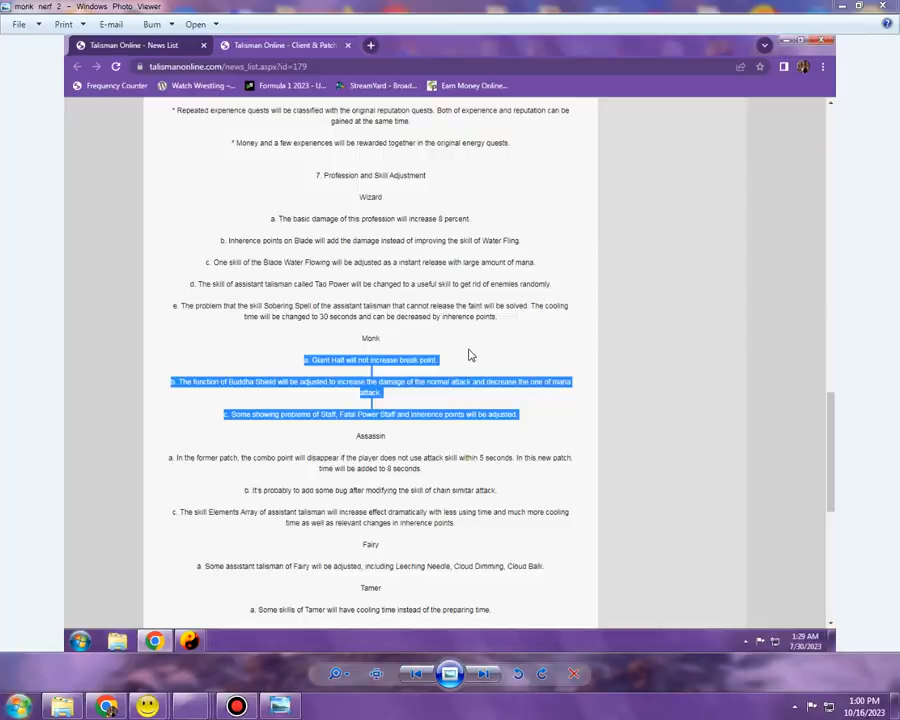 monk nerf 2 - Windows Photo Viewer
File Print E-mail Burn Open
Talisman Online - News List Talisman Online - Client & Patch
talismanonline.com/news_list.aspx?id=179
Frequency Counter Watch Wrestling –... Formula 1 2023 - U... StreamYard - Broad... Earn Money Online...
* Repeated experience quests will be classified with the original reputation quests. Both of experience and reputation can be
gained at the same time.
* Money and a few experiences will be rewarded together in the original energy quests.
7. Profession and Skill Adjustment
Wizard
a. The basic damage of this profession will increase 8 percent.
b. Inherence points on Blade will add the damage instead of improving the skill of Water Fling.
c. One skill of the Blade Water Flowing will be adjusted as a instant release with large amount of mana.
d. The skill of assistant talisman called Tao Power will be changed to a useful skill to get rid of enemies randomly.
e. The problem that the skill Sobering Spell of the assistant talisman that cannot release the faint will be solved. The cooling
time will be changed to 30 seconds and can be decreased by inherence points.
Monk
a. Giant Halt will not increase break point.
b. The function of Buddha Shield will be adjusted to increase the damage of the normal attack and decrease the one of mana
attack.
c. Some showing problems of Staff, Fatal Power Staff and inherence points will be adjusted.
Assassin
a. In the former patch, the combo point will disappear if the player does not use attack skill within 5 seconds. In this new patch,
time will be added to 8 seconds.
b. It's probably to add some bug after modifying the skill of chain simitar attack.
c. The skill Elements Array of assistant talisman will increase effect dramatically with less using time and much more cooling
time as well as relevant changes in inherence points.
Fairy
a. Some assistant talisman of Fairy will be adjusted, including Leeching Needle, Cloud Dimming, Cloud Balk.
Tamer
a. Some skills of Tamer will have cooling time instead of the preparing time.
1:29 AM
7/30/2023
1:00 PM
10/16/2023